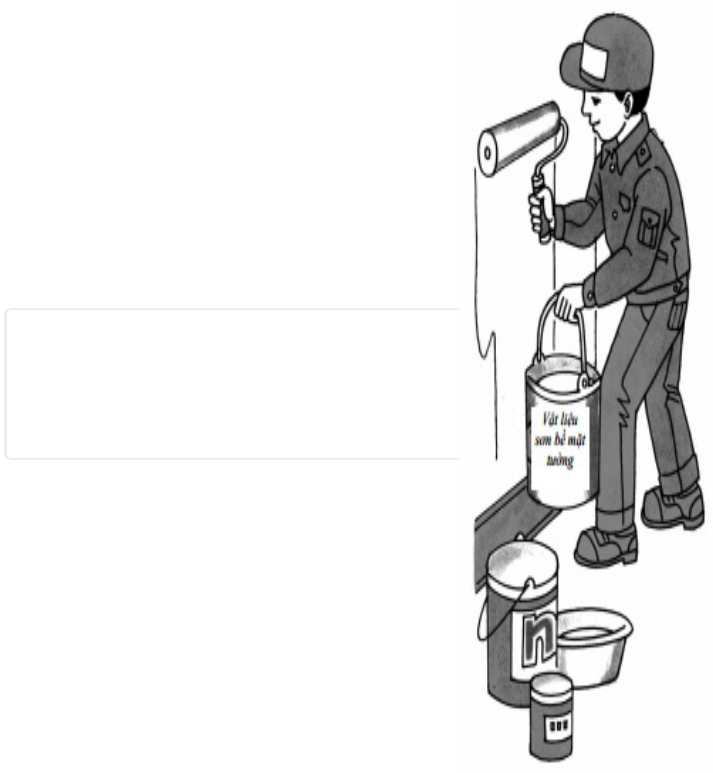 Vật liệu
sơn bề mặt
tường
n